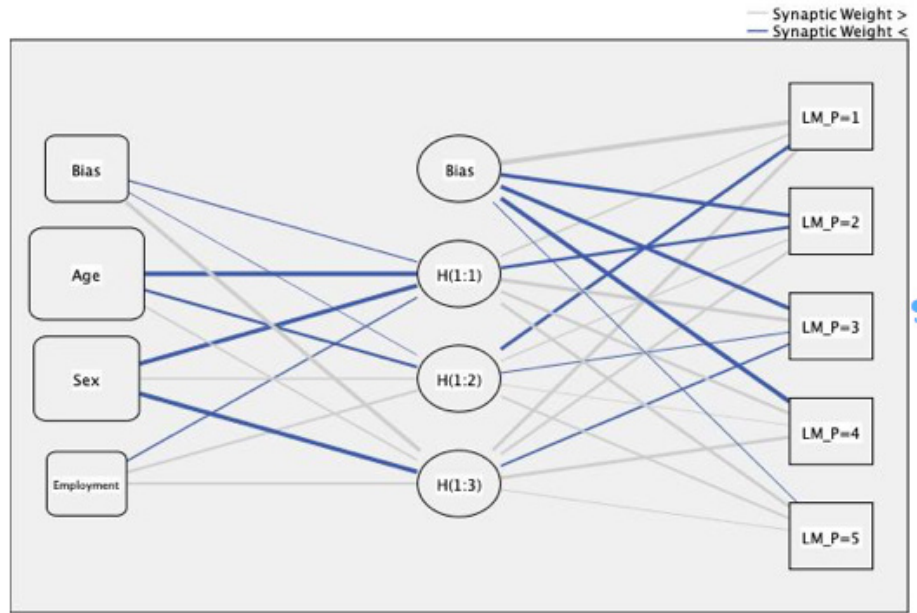 Synaptic Weight >
Synaptic Weight <
Bias
Age
Sex
Employment
Bias
H(1:1)
H(1:2)
H(1:3)
LM_P=1
LM_P=2
LM_P=3
LM_P=4
LM_P=5